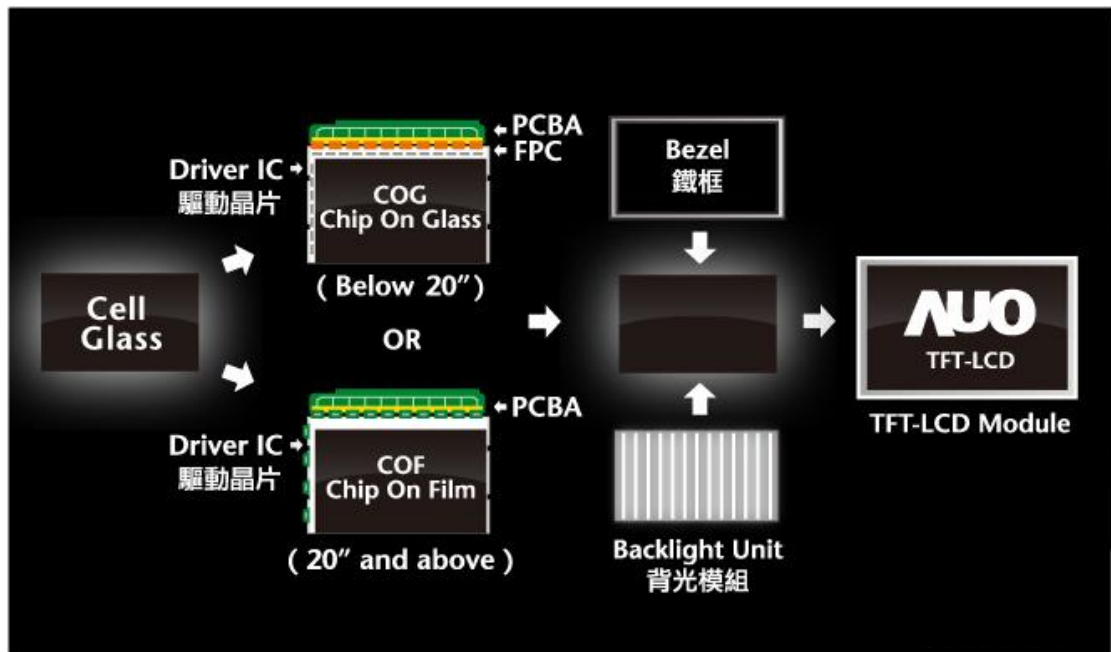 Cell
Glass
Driver IC
驅動晶片
PCBA
FPC
COG
Chip On Glass
( Below 20″ )
OR
Driver IC
驅動晶片
PCBA
COF
Chip On Film
( 20″ and above )
Bezel
鐵框
Backlight Unit
背光模組
AUO
TFT-LCD
TFT-LCD Module